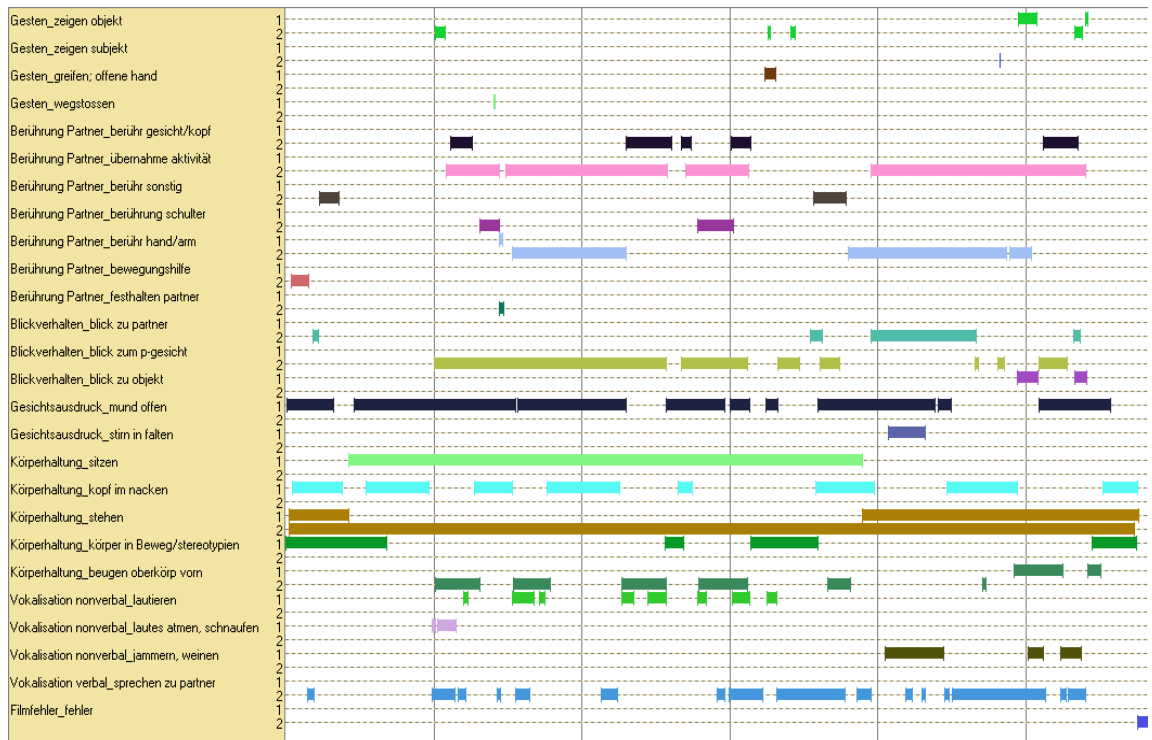 Gesten_zeigen objekt 1
2
Gesten_zeigen subjekt 1
2
Gesten_greifen; offene hand 1
2
Gesten_wegstossen 1
2
Berührung Partner_berühr gesicht/kopf 1
2
Berührung Partner_übernahme aktivität 1
2
Berührung Partner_berühr sonstig 1
2
Berührung Partner_berührung schulter 1
2
Berührung Partner_berühr hand/arm 1
2
Berührung Partner_bewegungshilfe 1
2
Berührung Partner_festhalten partner 1
2
Blickverhalten_blick zu partner 1
2
Blickverhalten_blick zum p-gesicht 1
2
Blickverhalten_blick zu objekt 1
2
Gesichtsausdruck_mund offen 1
2
Gesichtsausdruck_stirn in falten 1
2
Körperhaltung_sitzen 1
2
Körperhaltung_kopf im nacken 1
2
Körperhaltung_stehen 1
2
Körperhaltung_körper in Beweg/stereotypien 1
2
Körperhaltung_beugen oberkörp vorn 1
2
Vokalisation nonverbal_lautieren 1
2
Vokalisation nonverbal_lautes atmen, schnaufen 1
2
Vokalisation nonverbal_jammern, weinen 1
2
Vokalisation verbal_sprechen zu partner 1
2
Filmfehler_fehler 1
2